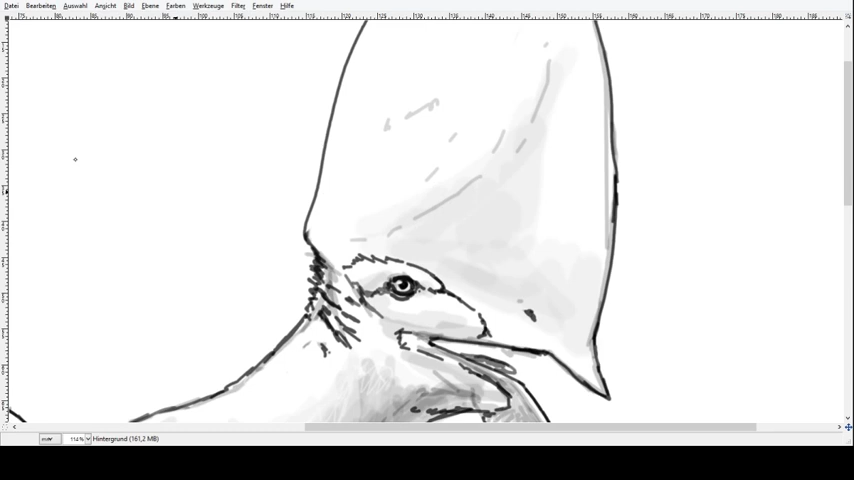 Datei Bearbeiten Auswahl Ansicht Bild Ebene Farben Werkzeuge Filter Fenster Hilfe
114% Hintergrund (161,2 MB)